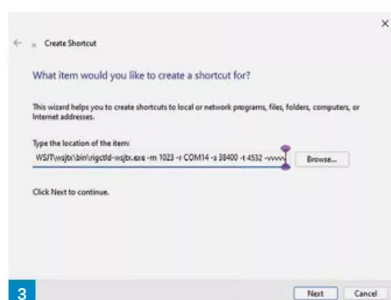 Create Shortcut
What item would you like to create a shortcut for?
This wizard helps you to create shortcuts to local or network programs, files, folders, computers, or
Internet addresses.
Type the location of the item:
WSJT\wsjtx\bin\rigctld-wsjtx.exe -m 1023 -r COM14 -s 38400 -t 4532 -vvvvv
Browse...
Click Next to continue.
3
Next Cancel